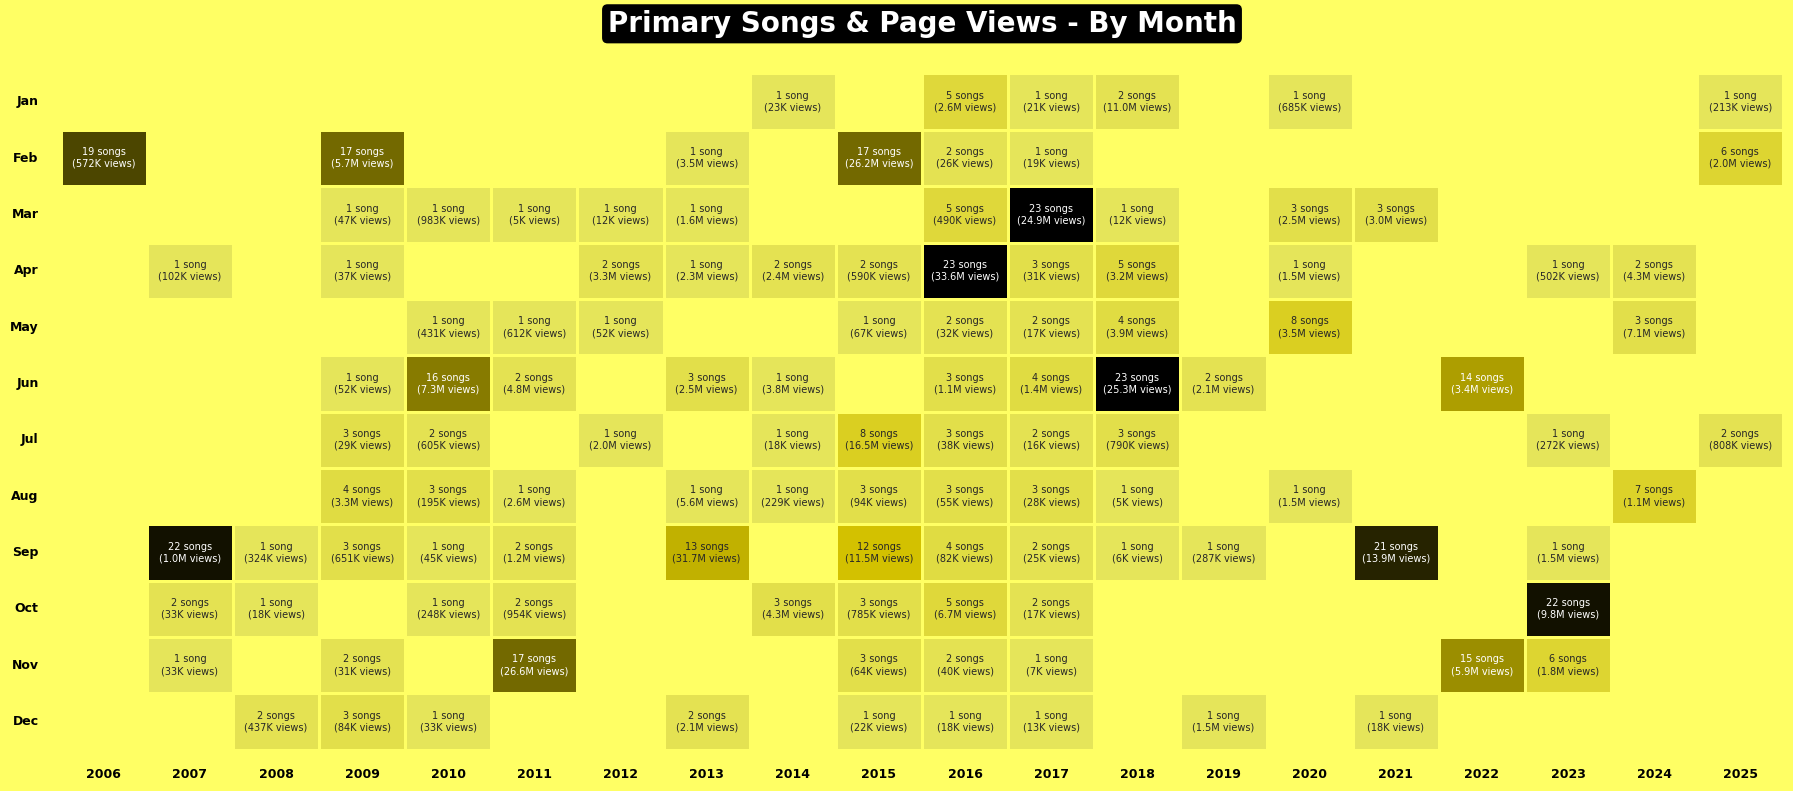 Primary Songs & Page Views - By Month
Jan
1 song
(23K views)
5 songs
(2.6M views)
1 song
(21K views)
2 songs
(11.0M views)
1 song
(685K views)
1 song
(213K views)
Feb
19 songs
(572K views)
17 songs
(5.7M views)
1 song
(3.5M views)
17 songs
(26.2M views)
2 songs
(26K views)
1 song
(19K views)
6 songs
(2.0M views)
Mar
1 song
(47K views)
1 song
(983K views)
1 song
(5K views)
1 song
(12K views)
1 song
(1.6M views)
5 songs
(490K views)
23 songs
(24.9M views)
1 song
(12K views)
3 songs
(2.5M views)
3 songs
(3.0M views)
Apr
1 song
(102K views)
1 song
(37K views)
2 songs
(3.3M views)
1 song
(2.3M views)
2 songs
(2.4M views)
2 songs
(590K views)
23 songs
(33.6M views)
3 songs
(31K views)
5 songs
(3.2M views)
1 song
(1.5M views)
1 song
(502K views)
2 songs
(4.3M views)
May
1 song
(431K views)
1 song
(612K views)
1 song
(52K views)
1 song
(67K views)
2 songs
(32K views)
2 songs
(17K views)
4 songs
(3.9M views)
8 songs
(3.5M views)
3 songs
(7.1M views)
Jun
1 song
(52K views)
16 songs
(7.3M views)
2 songs
(4.8M views)
3 songs
(2.5M views)
1 song
(3.8M views)
3 songs
(1.1M views)
4 songs
(1.4M views)
23 songs
(25.3M views)
2 songs
(2.1M views)
14 songs
(3.4M views)
Jul
3 songs
(29K views)
2 songs
(605K views)
1 song
(2.0M views)
1 song
(18K views)
8 songs
(16.5M views)
3 songs
(38K views)
2 songs
(16K views)
3 songs
(790K views)
1 song
(272K views)
2 songs
(808K views)
Aug
4 songs
(3.3M views)
3 songs
(195K views)
1 song
(2.6M views)
1 song
(5.6M views)
1 song
(229K views)
3 songs
(94K views)
3 songs
(55K views)
3 songs
(28K views)
1 song
(5K views)
1 song
(1.5M views)
7 songs
(1.1M views)
Sep
22 songs
(1.0M views)
1 song
(324K views)
3 songs
(651K views)
1 song
(45K views)
2 songs
(1.2M views)
13 songs
(31.7M views)
12 songs
(11.5M views)
4 songs
(82K views)
2 songs
(25K views)
1 song
(6K views)
1 song
(287K views)
21 songs
(13.9M views)
1 song
(1.5M views)
Oct
2 songs
(33K views)
1 song
(18K views)
1 song
(248K views)
2 songs
(954K views)
3 songs
(4.3M views)
3 songs
(785K views)
5 songs
(6.7M views)
2 songs
(17K views)
22 songs
(9.8M views)
Nov
1 song
(33K views)
2 songs
(31K views)
17 songs
(26.6M views)
3 songs
(64K views)
2 songs
(40K views)
1 song
(7K views)
15 songs
(5.9M views)
6 songs
(1.8M views)
Dec
2 songs
(437K views)
3 songs
(84K views)
1 song
(33K views)
2 songs
(2.1M views)
1 song
(22K views)
1 song
(18K views)
1 song
(13K views)
1 song
(1.5M views)
1 song
(18K views)
2006 2007 2008 2009 2010 2011 2012 2013 2014 2015 2016 2017 2018 2019 2020 2021 2022 2023 2024 2025